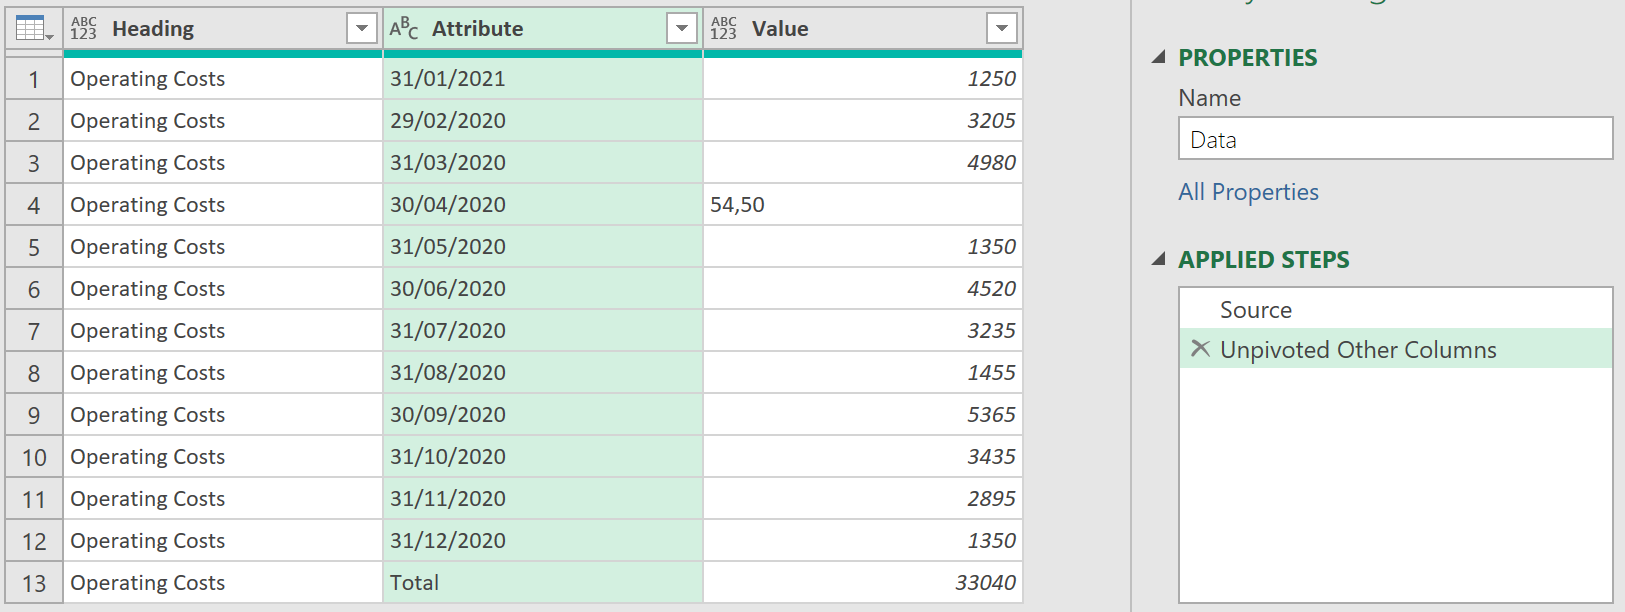 ABC 123 Heading ABC Attribute ABC 123 Value
1 Operating Costs 31/01/2021 1250
2 Operating Costs 29/02/2020 3205
3 Operating Costs 31/03/2020 4980
4 Operating Costs 30/04/2020 54,50
5 Operating Costs 31/05/2020 1350
6 Operating Costs 30/06/2020 4520
7 Operating Costs 31/07/2020 3235
8 Operating Costs 31/08/2020 1455
9 Operating Costs 30/09/2020 5365
10 Operating Costs 31/10/2020 3435
11 Operating Costs 31/11/2020 2895
12 Operating Costs 31/12/2020 1350
13 Operating Costs Total 33040
PROPERTIES
Name
Data
All Properties
APPLIED STEPS
Source
Unpivoted Other Columns